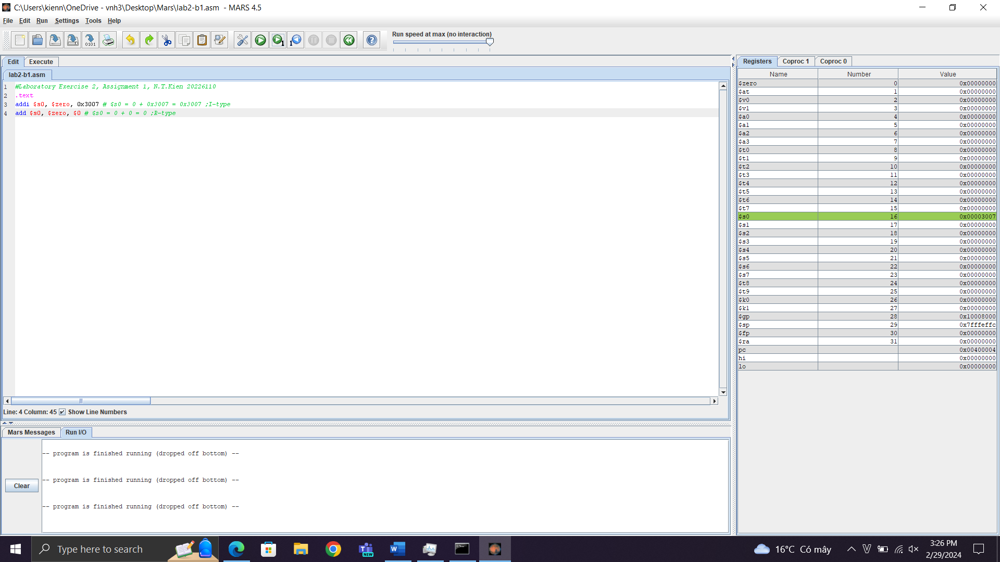 C:\Users\kienn\OneDrive - vnh3\Desktop\Mars\lab2-b1.asm - MARS 4.5
File Edit Run Settings Tools Help
0101
1
1
Run speed at max (no interaction)
Edit Execute
lab2-b1.asm
1 #Laboratory Exercise 2, Assignment 1, N.T.Kien 20226110
2 .text
3 addi $s0, $zero, 0x3007 # $s0 = 0 + 0x3007 = 0x3007 ;I-type
4 add $s0, $zero, $0 # $s0 = 0 + 0 = 0 ;R-type
Line: 4 Column: 45 Show Line Numbers
Mars Messages Run I/O
-- program is finished running (dropped off bottom) --
-- program is finished running (dropped off bottom) --
-- program is finished running (dropped off bottom) --
Clear
Registers Coproc 1 Coproc 0
Name Number Value
$zero 0 0x00000000
$at 1 0x00000000
$v0 2 0x00000000
$v1 3 0x00000000
$a0 4 0x00000000
$a1 5 0x00000000
$a2 6 0x00000000
$a3 7 0x00000000
$t0 8 0x00000000
$t1 9 0x00000000
$t2 10 0x00000000
$t3 11 0x00000000
$t4 12 0x00000000
$t5 13 0x00000000
$t6 14 0x00000000
$t7 15 0x00000000
$s0 16 0x00003007
$s1 17 0x00000000
$s2 18 0x00000000
$s3 19 0x00000000
$s4 20 0x00000000
$s5 21 0x00000000
$s6 22 0x00000000
$s7 23 0x00000000
$t8 24 0x00000000
$t9 25 0x00000000
$k0 26 0x00000000
$k1 27 0x00000000
$gp 28 0x10008000
$sp 29 0x7fffeffc
$fp 30 0x00000000
$ra 31 0x00000000
pc 0x00400004
hi 0x00000000
lo 0x00000000
Type here to search
NEW
16°C Có mây
3:26 PM
2/29/2024